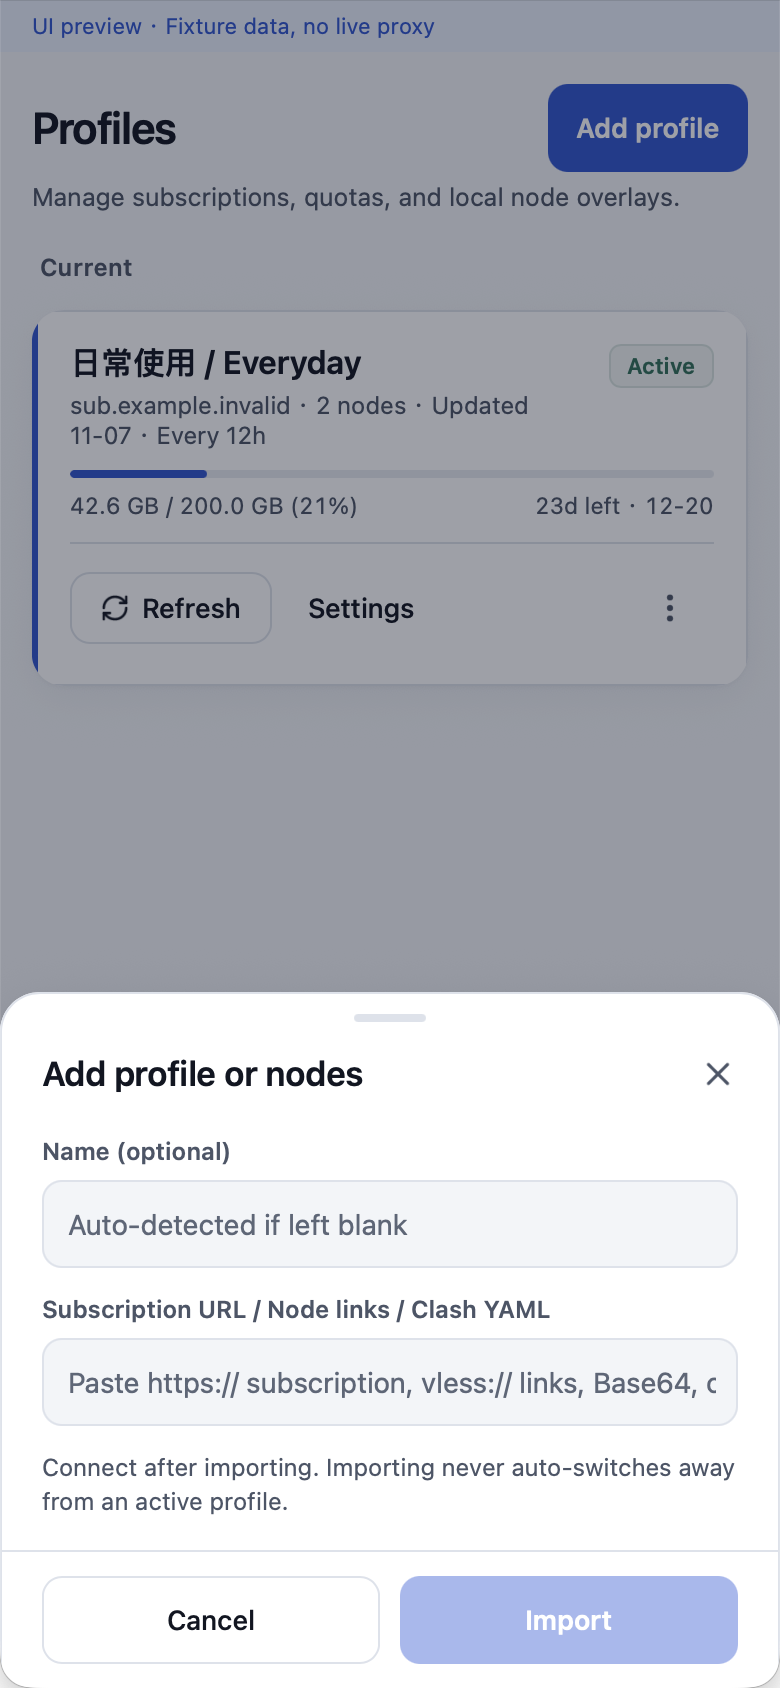 UI preview · Fixture data, no live proxy
Profiles
Add profile
Manage subscriptions, quotas, and local node overlays.
Current
日常使用 / Everyday
Active
sub.example.invalid · 2 nodes · Updated
11-07 · Every 12h
42.6 GB / 200.0 GB (21%)
23d left · 12-20
Refresh
Settings
Add profile or nodes
Name (optional)
Auto-detected if left blank
Subscription URL / Node links / Clash YAML
Paste https:// subscription, vless:// links, Base64,
Connect after importing. Importing never auto-switches away
from an active profile.
Cancel
Import